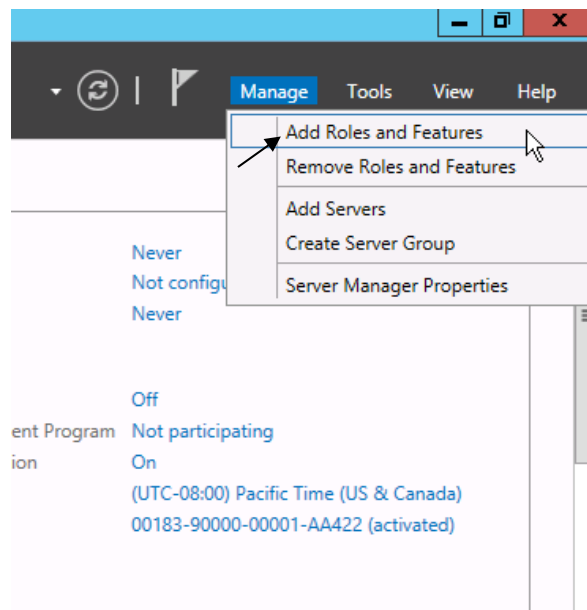 Manage Tools View Help
Add Roles and Features
Remove Roles and Features
Add Servers
Create Server Group
Server Manager Properties
Never
Not configu
Never
Off
ent Program Not participating
ion On
(UTC-08:00) Pacific Time (US & Canada)
00183-90000-00001-AA422 (activated)